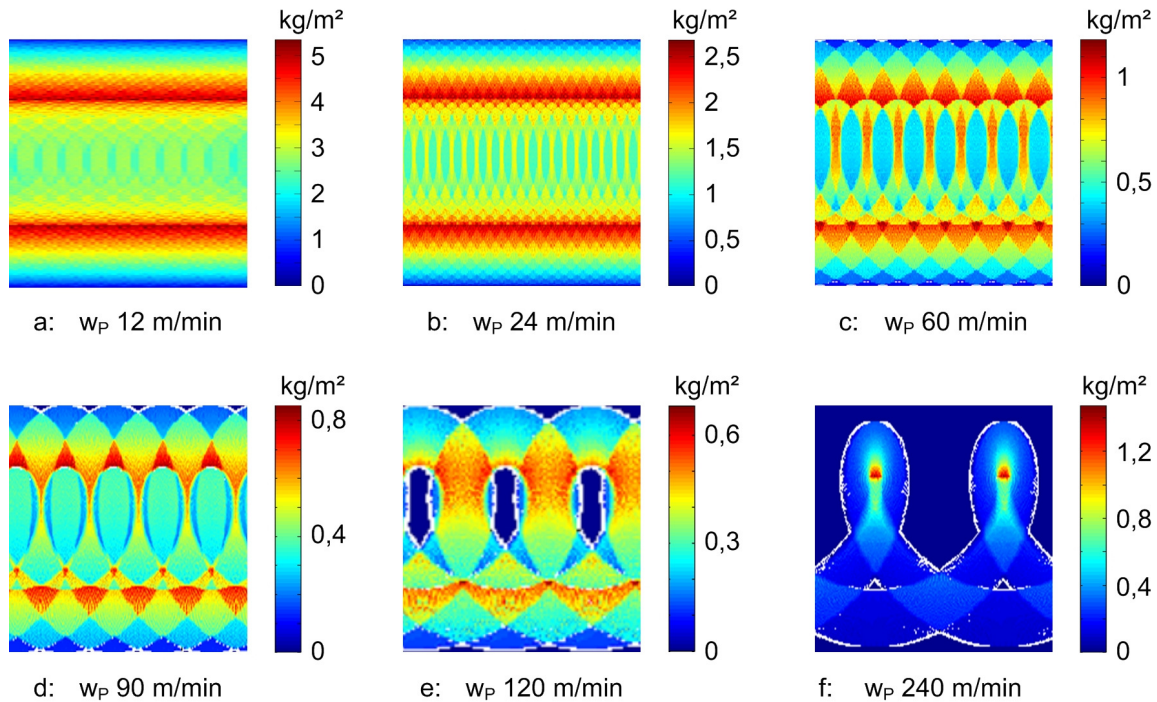 kg/m²
5
4
3
2
1
0
a: wP 12 m/min
kg/m²
2,5
2
1,5
1
0,5
0
b: wP 24 m/min
kg/m²
1
0,5
0
c: wP 60 m/min
kg/m²
0,8
0,4
0
d: wP 90 m/min
kg/m²
0,6
0,3
0
e: wP 120 m/min
kg/m²
1,2
0,8
0,4
0
f: wP 240 m/min